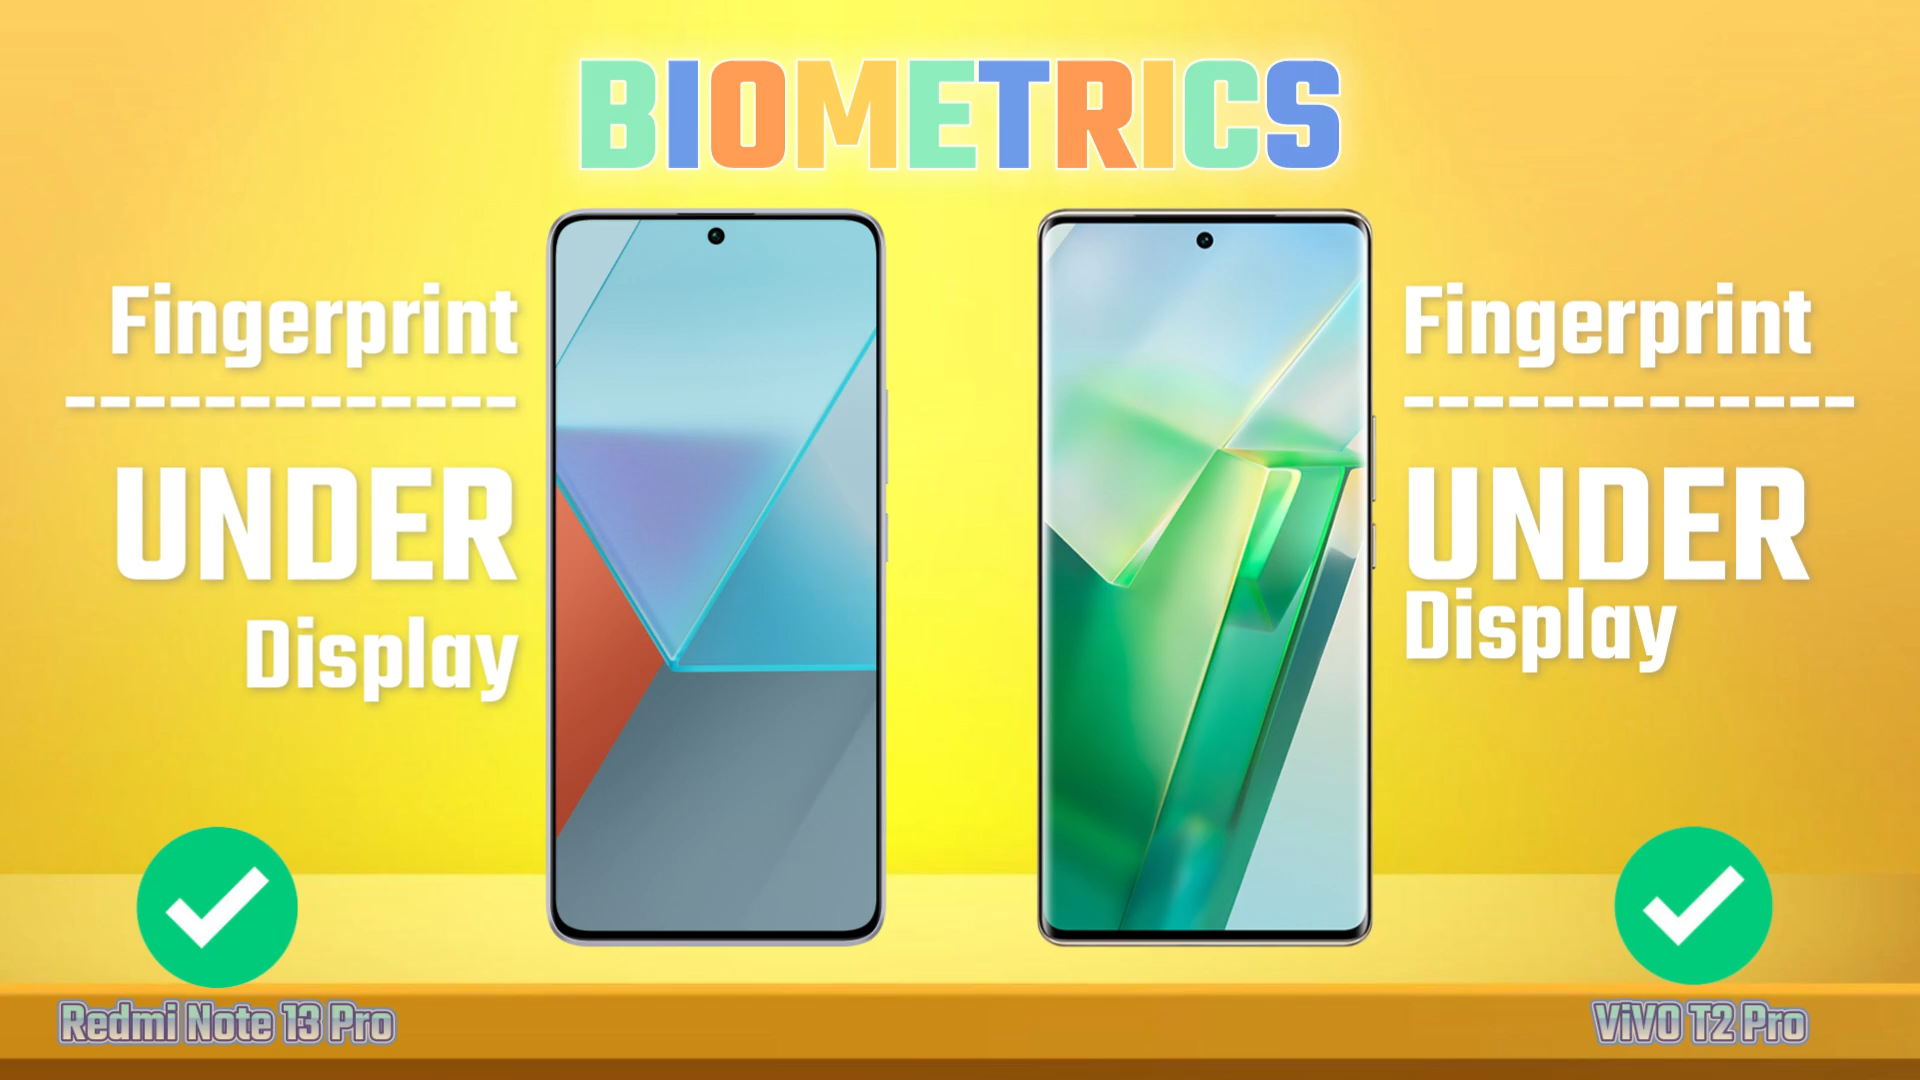 BIOMETRICS
Fingerprint
-------------
UNDER
Display
Fingerprint
-------------
UNDER
Display
Redmi Note 13 Pro
ViVO T2 Pro